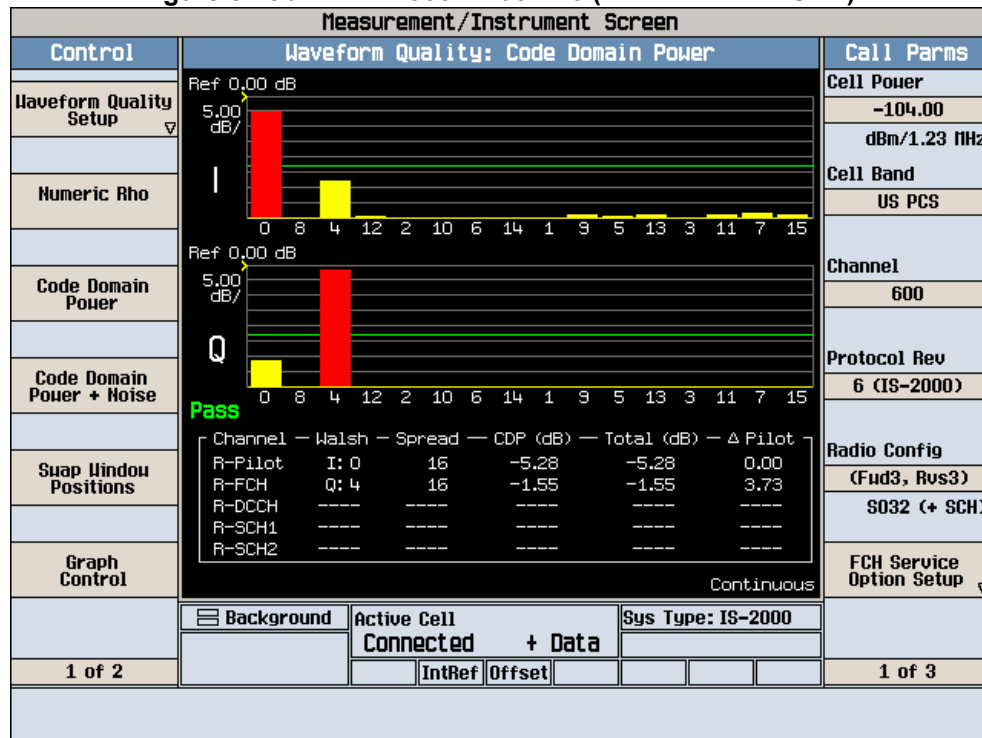 Measurement/Instrument Screen
Control
Waveform Quality: Code Domain Power
Call Parms
Waveform Quality
Setup
Numeric Rho
Code Domain
Power
Code Domain
Power + Noise
Swap Window
Positions
Graph
Control
1 of 2
Ref 0.00 dB
5.00
dB/
I
0 8 4 12 2 10 6 14 1 9 5 13 3 11 7 15
Ref 0.00 dB
5.00
dB/
Q
0 8 4 12 2 10 6 14 1 9 5 13 3 11 7 15
Pass
Channel — Walsh — Spread — CDP (dB) — Total (dB) — Δ Pilot
R-Pilot I: 0 16 -5.28 -5.28 0.00
R-FCH Q: 4 16 -1.55 -1.55 3.73
R-DCCH ---- ---- ---- ---- ----
R-SCH1 ---- ---- ---- ---- ----
R-SCH2 ---- ---- ---- ---- ----
Continuous
Background
Active Cell
Connected + Data
Sys Type: IS-2000
IntRef Offset
Cell Power
-104.00
dBm/1.23 MHz
Cell Band
US PCS
Channel
600
Protocol Rev
6 (IS-2000)
Radio Config
(Fwd3, Rvs3)
SO32 (+ SCH)
FCH Service
Option Setup
1 of 3